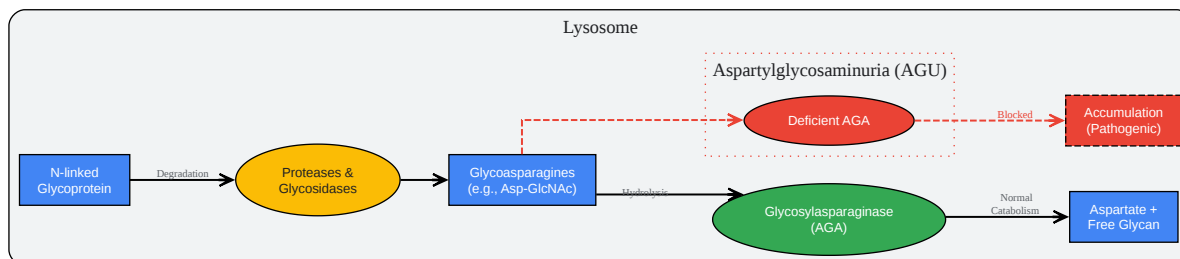 Lysosome
Aspartylglycosaminuria (AGU)
Deficient AGA
Blocked
Accumulation
(Pathogenic)
N-linked
Glycoprotein
Degradation
Proteases &
Glycosidases
Glycoasparagines
(e.g., Asp-GlcNAc)
Hydrolysis
Glycosylasparaginase
(AGA)
Normal
Catabolism
Aspartate +
Free Glycan